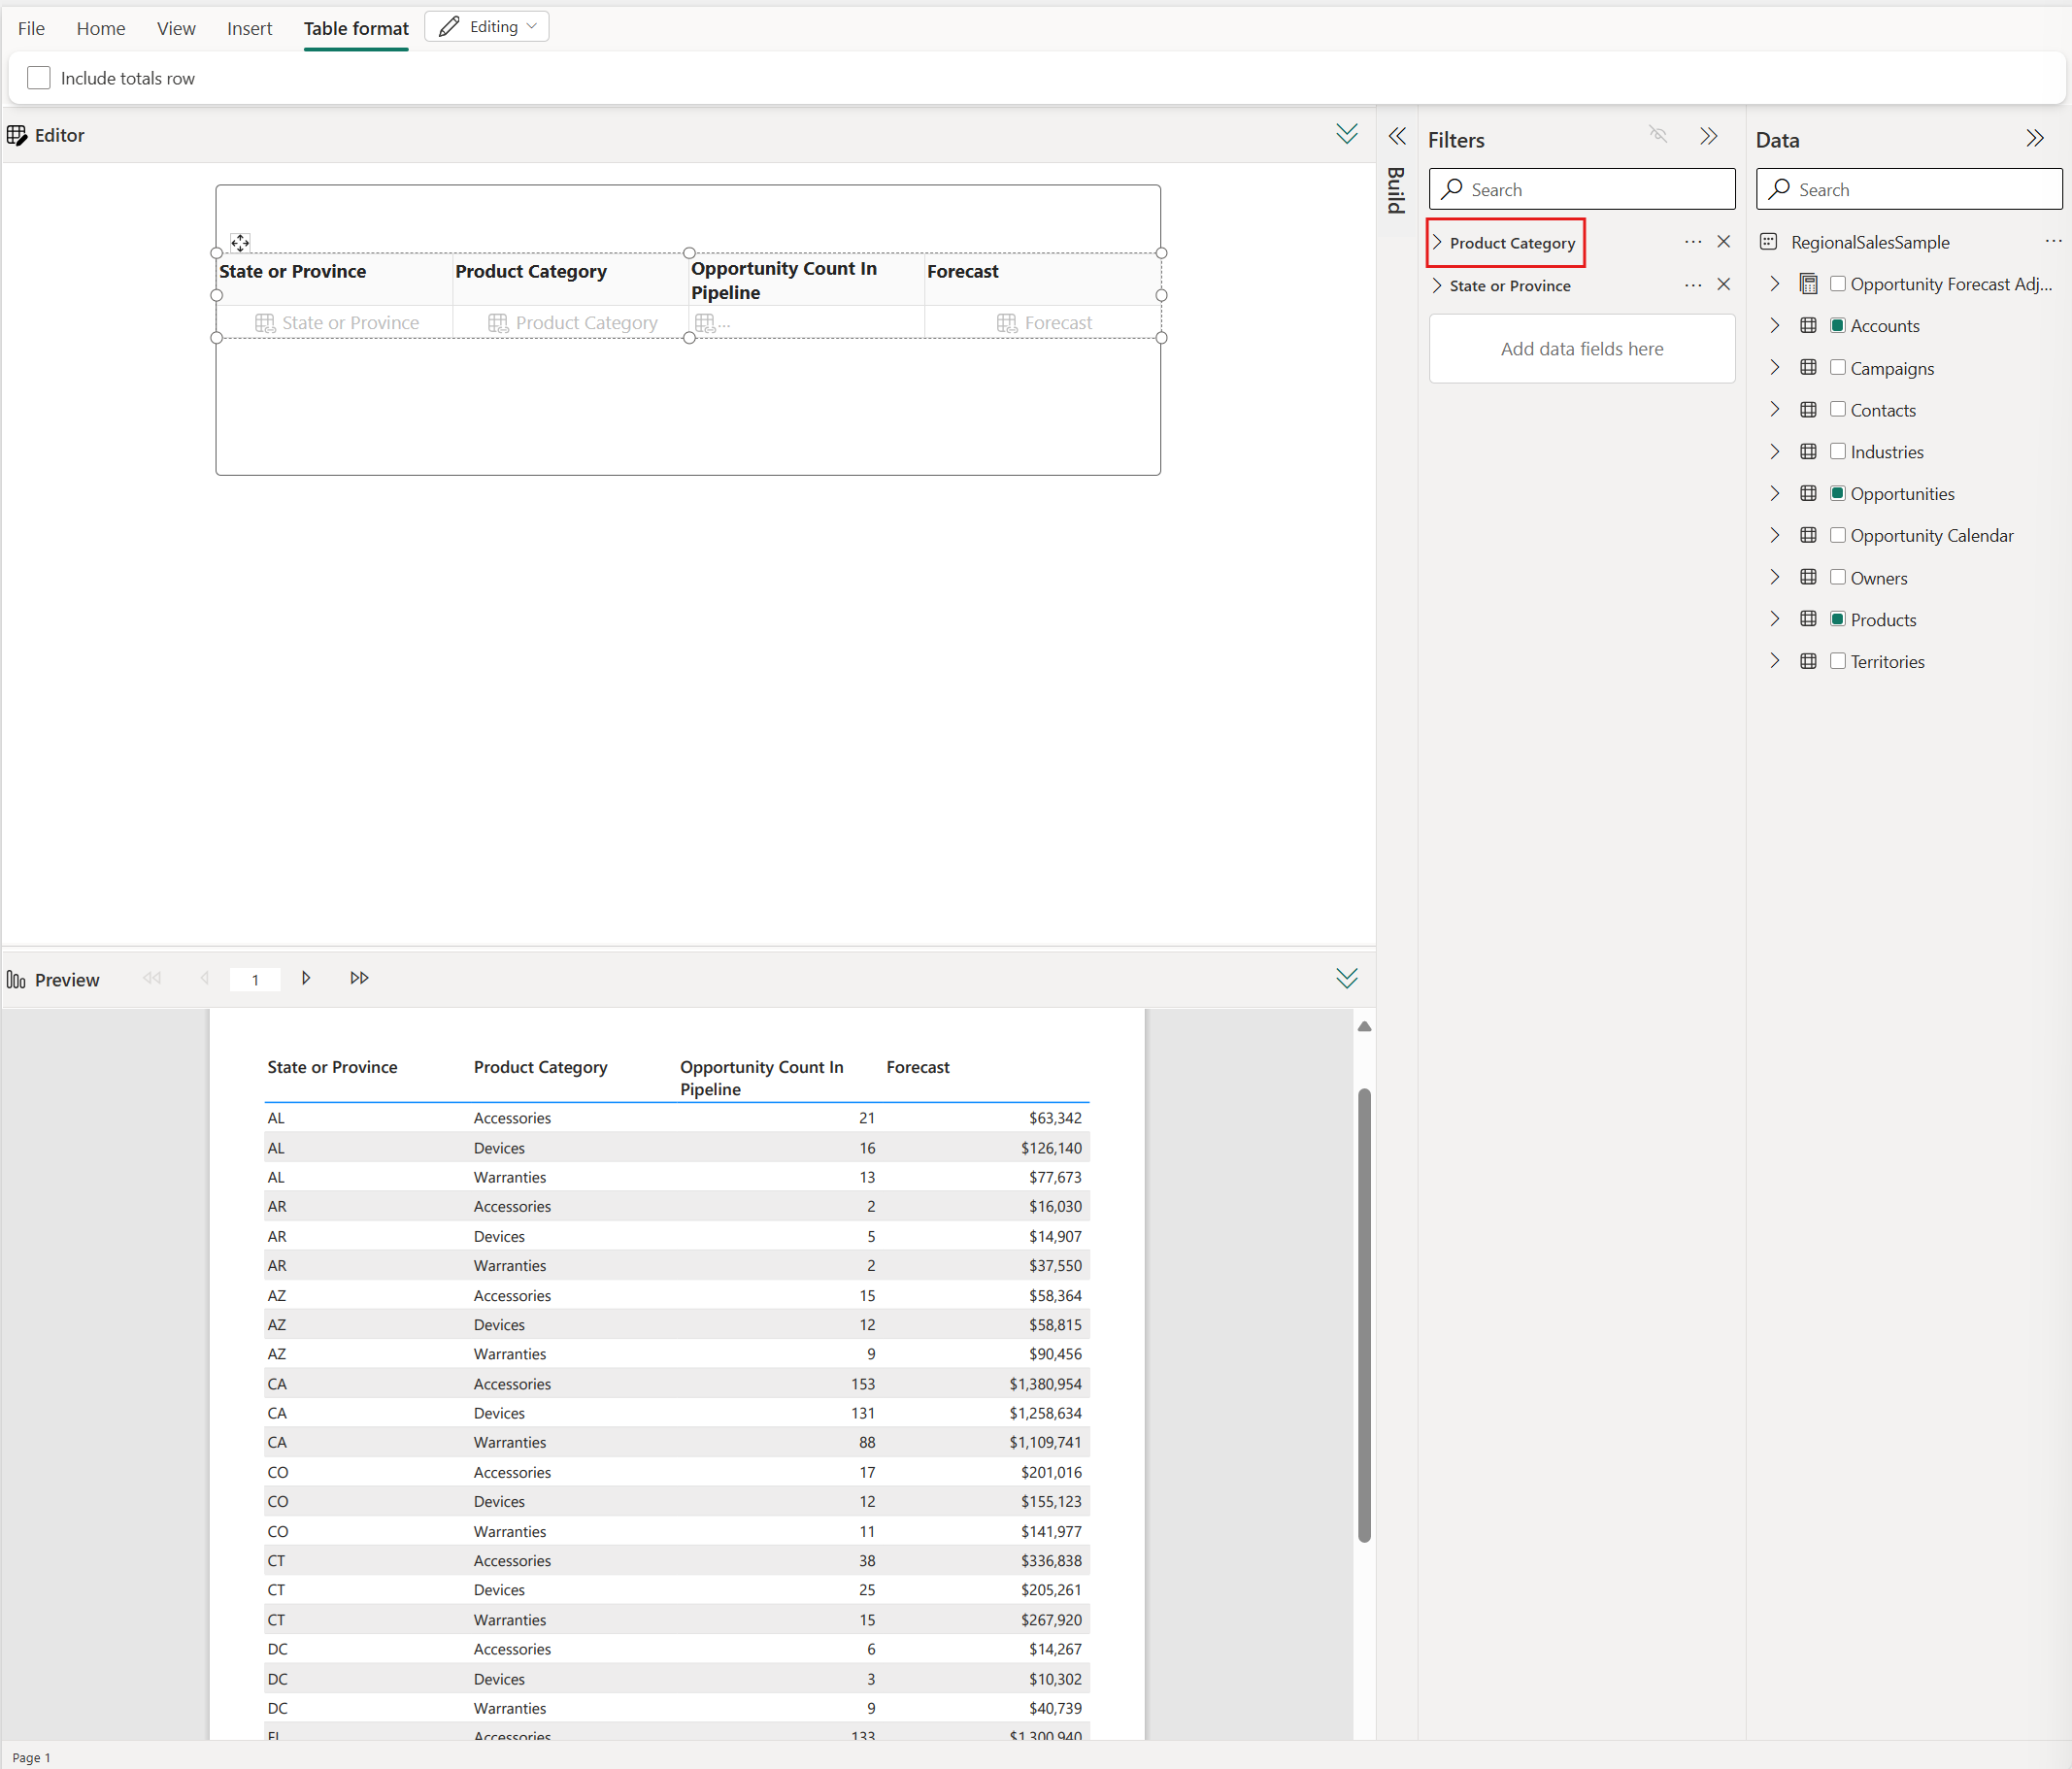 File Home View Insert Table format Editing
Include totals row
Editor
State or Province Product Category Opportunity Count In Pipeline Forecast
State or Province Product Category ... Forecast
Build
Filters
Search
Product Category
State or Province
Add data fields here
Data
Search
RegionalSalesSample
Opportunity Forecast Adj...
Accounts
Campaigns
Contacts
Industries
Opportunities
Opportunity Calendar
Owners
Products
Territories
Preview 1
State or Province Product Category Opportunity Count In Pipeline Forecast
AL Accessories 21 $63,342
AL Devices 16 $126,140
AL Warranties 13 $77,673
AR Accessories 2 $16,030
AR Devices 5 $14,907
AR Warranties 2 $37,550
AZ Accessories 15 $58,364
AZ Devices 12 $58,815
AZ Warranties 9 $90,456
CA Accessories 153 $1,380,954
CA Devices 131 $1,258,634
CA Warranties 88 $1,109,741
CO Accessories 17 $201,016
CO Devices 12 $155,123
CO Warranties 11 $141,977
CT Accessories 38 $336,838
CT Devices 25 $205,261
CT Warranties 15 $267,920
DC Accessories 6 $14,267
DC Devices 3 $10,302
DC Warranties 9 $40,739
FL Accessories 133 $1,300,940
Page 1